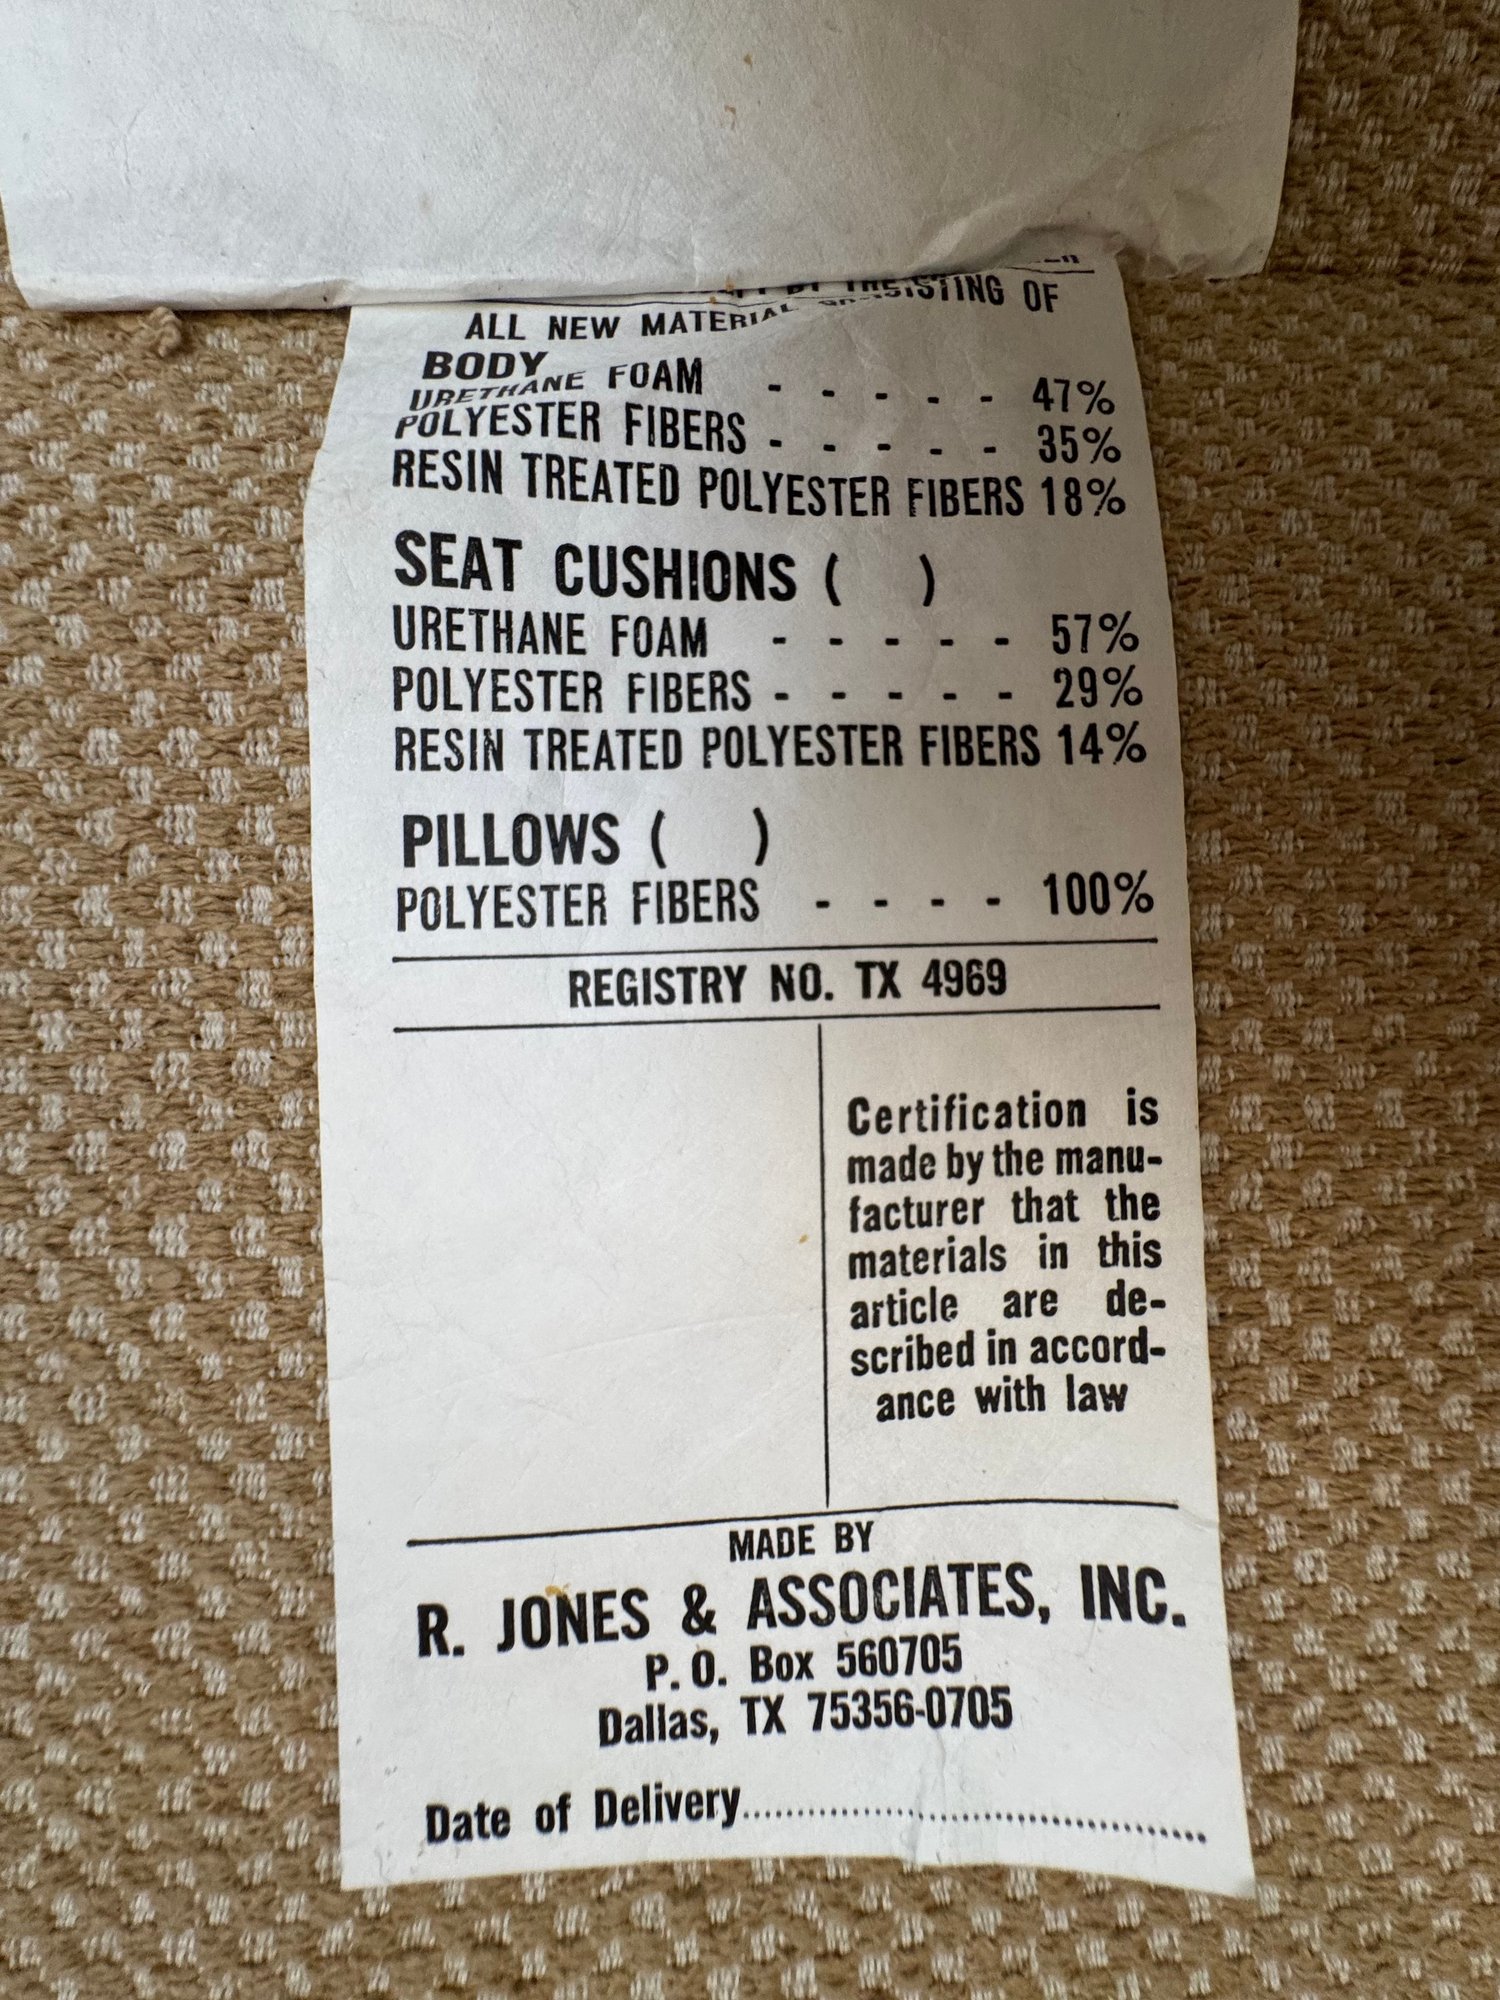 ALL NEW MATERIAL CONSISTING OF
BODY
URETHANE FOAM - - - - - 47%
POLYESTER FIBERS - - - - - 35%
RESIN TREATED POLYESTER FIBERS 18%
SEAT CUSHIONS ( )
URETHANE FOAM - - - - - 57%
POLYESTER FIBERS - - - - - 29%
RESIN TREATED POLYESTER FIBERS 14%
PILLOWS ( )
POLYESTER FIBERS - - - - 100%
REGISTRY NO. TX 4969
Certification is
made by the manu-
facturer that the
materials in this
article are de-
scribed in accord-
ance with law
MADE BY
R. JONES & ASSOCIATES, INC.
P. O. Box 560705
Dallas, TX 75356-0705
Date of Delivery..........................................